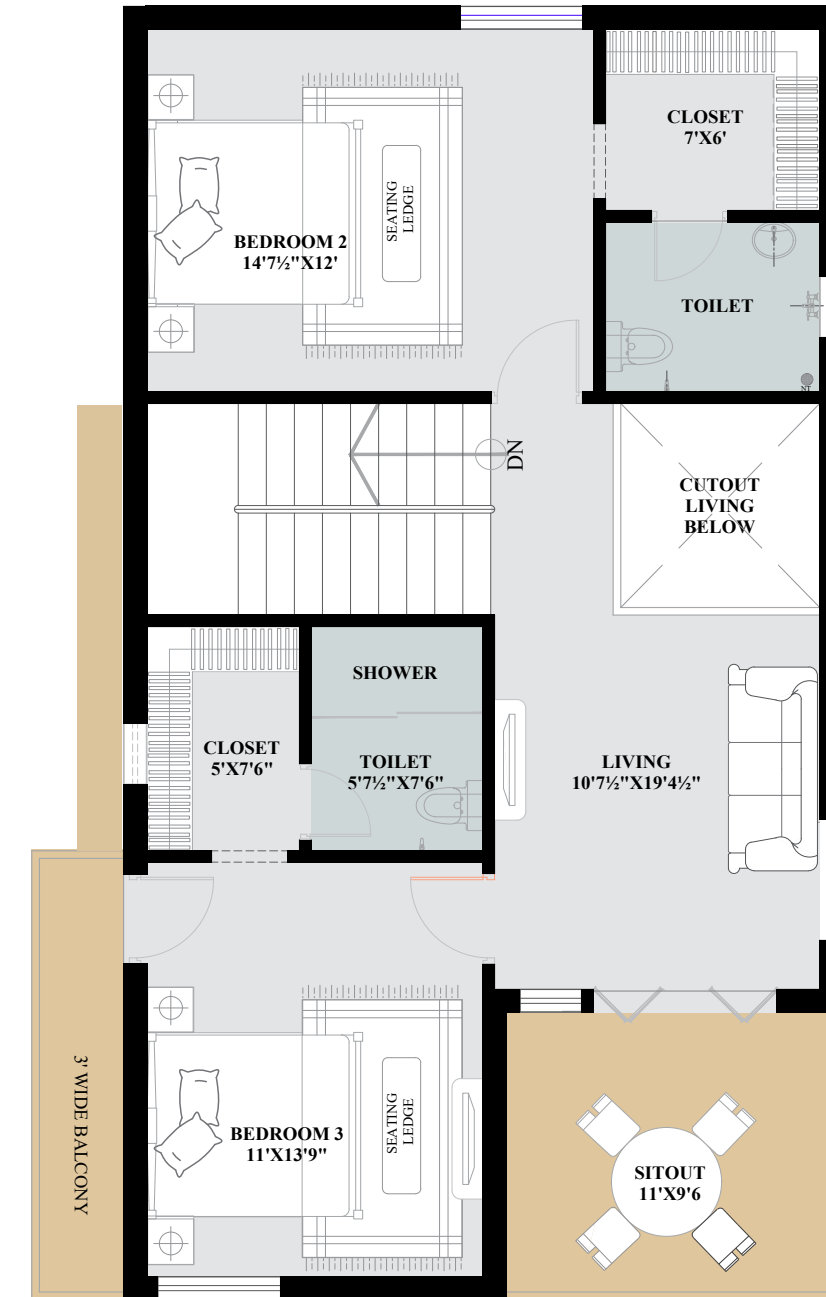 CLOSET
7'X6'
SEATING
LEDGE
BEDROOM 2
14'7½"X12'
TOILET
NT
DN
CUTOUT
LIVING
BELOW
SHOWER
CLOSET
5'X7'6"
TOILET
5'7½"X7'6"
LIVING
10'7½"X19'4½"
3' WIDE BALCONY
BEDROOM 3
11'X13'9"
SEATING
LEDGE
SITOUT
11'X9'6